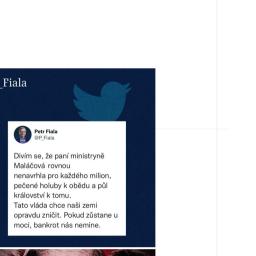 _Fiala
Petr Fiala
@P_Fiala
Divím se, že paní ministryně
Maláčová rovnou
nenavrhla pro každého milion,
pečené holuby k obědu a půl
království k tomu.
Tato vláda chce naši zemi
opravdu zničit. Pokud zůstane u
moci, bankrot nás nemine.